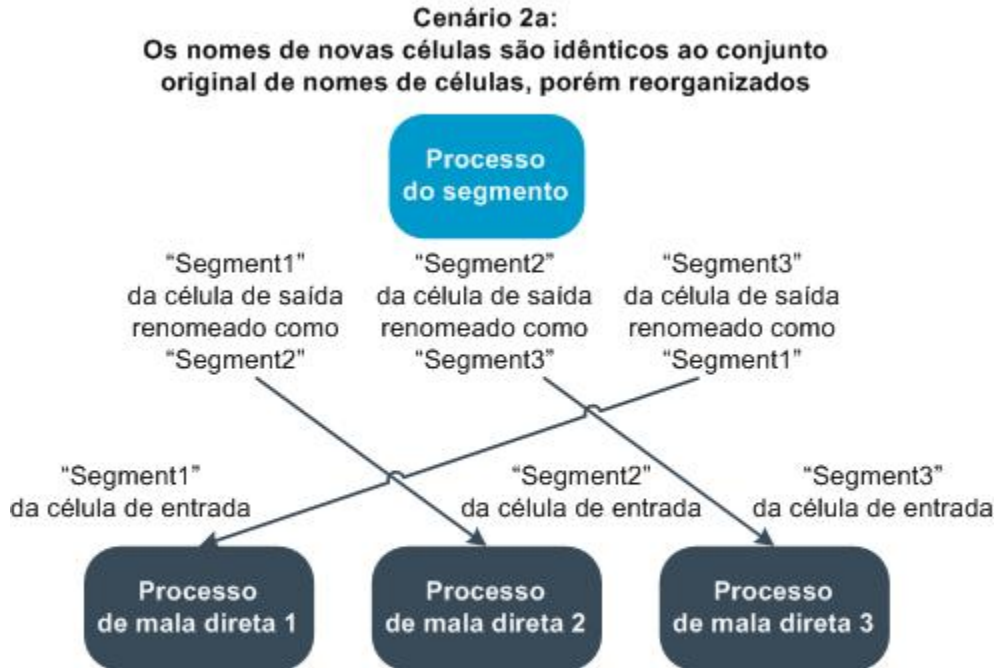 Cenário 2a:
Os nomes de novas células são idênticos ao conjunto
original de nomes de células, porém reorganizados
Processo
do segmento
“Segment1”
da célula de saída
renomeado como
“Segment2”
“Segment2”
da célula de saída
renomeado como
“Segment3”
“Segment3”
da célula de saída
renomeado como
“Segment1”
“Segment1”
da célula de entrada
“Segment2”
da célula de entrada
“Segment3”
da célula de entrada
Processo
de mala direta 1
Processo
de mala direta 2
Processo
de mala direta 3